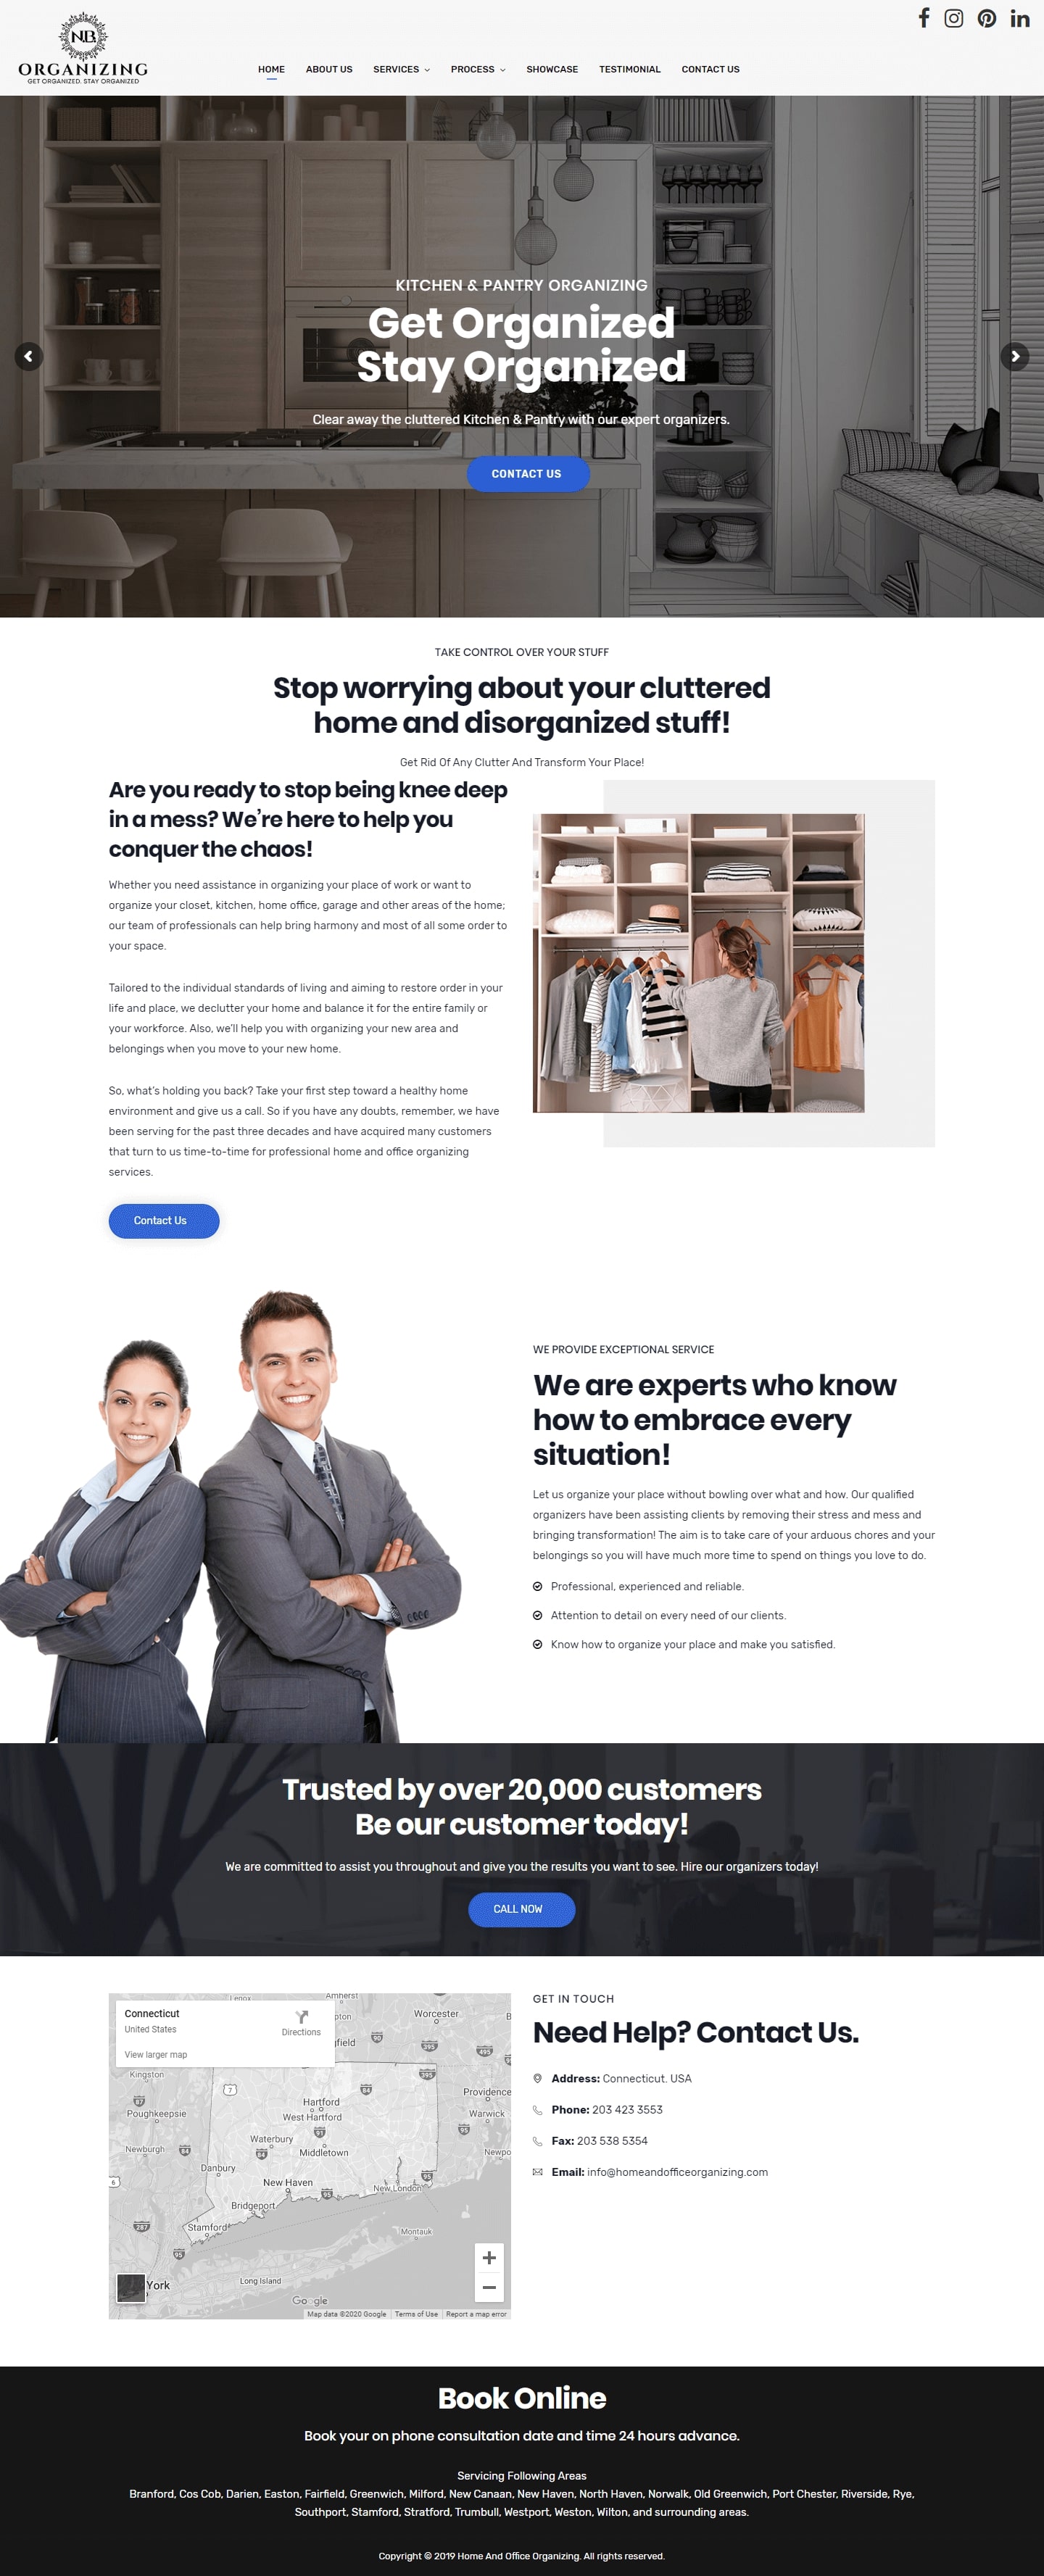 N.B.
ORGANIZING
GET ORGANIZED. STAY ORGANIZED
HOME ABOUT US SERVICES PROCESS SHOWCASE TESTIMONIAL CONTACT US
KITCHEN & PANTRY ORGANIZING
Get Organized
Stay Organized
Clear away the cluttered Kitchen & Pantry with our expert organizers.
CONTACT US
TAKE CONTROL OVER YOUR STUFF
Stop worrying about your cluttered
home and disorganized stuff!
Get Rid Of Any Clutter And Transform Your Place!
Are you ready to stop being knee deep
in a mess? We're here to help you
conquer the chaos!
Whether you need assistance in organizing your place of work or want to
organize your closet, kitchen, home office, garage and other areas of the home;
our team of professionals can help bring harmony and most of all some order to
your space.
Tailored to the individual standards of living and aiming to restore order in your
life and place, we declutter your home and balance it for the entire family or
your workforce. Also, we'll help you with organizing your new area and
belongings when you move to your new home.
So, what's holding you back? Take your first step toward a healthy home
environment and give us a call. So if you have any doubts, remember, we have
been serving for the past three decades and have acquired many customers
that turn to us time-to-time for professional home and office organizing
services.
Contact Us
WE PROVIDE EXCEPTIONAL SERVICE
We are experts who know
how to embrace every
situation!
Let us organize your place without bowling over what and how. Our qualified
organizers have been assisting clients by removing their stress and mess and
bringing transformation! The aim is to take care of your arduous chores and your
belongings so you will have much more time to spend on things you love to do.
Professional, experienced and reliable.
Attention to detail on every need of our clients.
Know how to organize your place and make you satisfied.
Trusted by over 20,000 customers
Be our customer today!
We are committed to assist you throughout and give you the results you want to see. Hire our organizers today!
CALL NOW
Connecticut
United States
Directions
View larger map
Lenox
Amherst
Worcester
Kingston
Poughkeepsie
Hartford
West Hartford
Providence
Warwick
Newburgh
Waterbury
Middletown
Danbury
New Haven
New London
Bridgeport
Stamford
Montauk
Long Island
York
Google
Map data ©2020 Google Terms of Use Report a map error
GET IN TOUCH
Need Help? Contact Us.
Address: Connecticut. USA
Phone: 203 423 3553
Fax: 203 538 5354
Email: info@homeandofficeorganizing.com
Book Online
Book your on phone consultation date and time 24 hours advance.
Servicing Following Areas
Branford, Cos Cob, Darien, Easton, Fairfield, Greenwich, Milford, New Canaan, New Haven, North Haven, Norwalk, Old Greenwich, Port Chester, Riverside, Rye,
Southport, Stamford, Stratford, Trumbull, Westport, Weston, Wilton, and surrounding areas.
Copyright © 2019 Home And Office Organizing. All rights reserved.